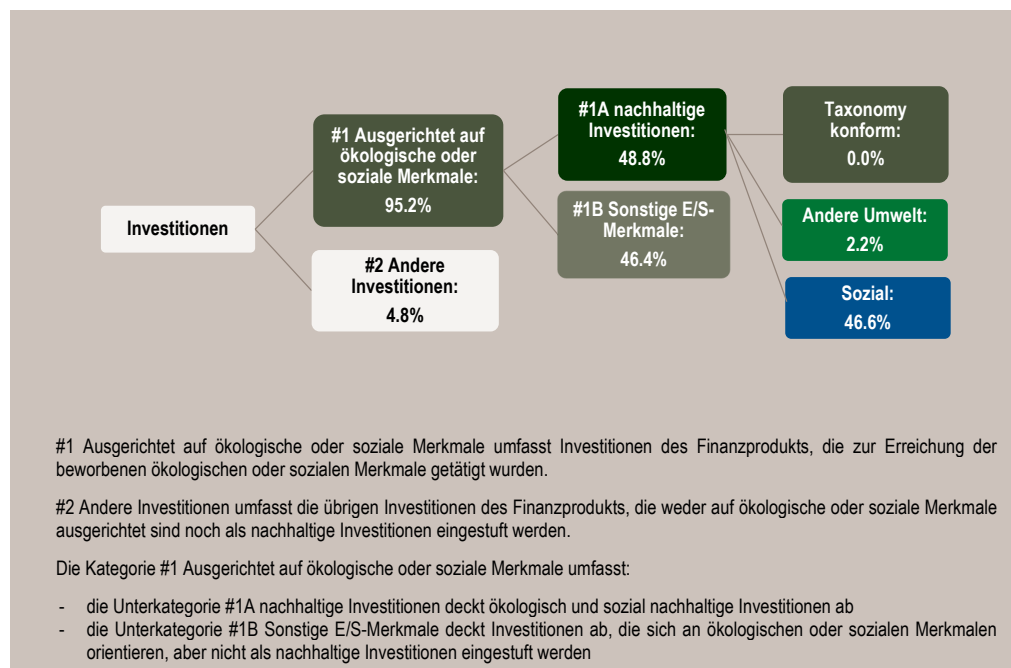 Investitionen
#1 Ausgerichtet auf
ökologische oder
soziale Merkmale:
95.2%
#2 Andere
Investitionen:
4.8%
#1A nachhaltige
Investitionen:
48.8%
#1B Sonstige E/S-
Merkmale:
46.4%
Taxonomy
konform:
0.0%
Andere Umwelt:
2.2%
Sozial:
46.6%
#1 Ausgerichtet auf ökologische oder soziale Merkmale umfasst Investitionen des Finanzprodukts, die zur Erreichung der
beworbenen ökologischen oder sozialen Merkmale getätigt wurden.
#2 Andere Investitionen umfasst die übrigen Investitionen des Finanzprodukts, die weder auf ökologische oder soziale Merkmale
ausgerichtet sind noch als nachhaltige Investitionen eingestuft werden.
Die Kategorie #1 Ausgerichtet auf ökologische oder soziale Merkmale umfasst:
- die Unterkategorie #1A nachhaltige Investitionen deckt ökologisch und sozial nachhaltige Investitionen ab
- die Unterkategorie #1B Sonstige E/S-Merkmale deckt Investitionen ab, die sich an ökologischen oder sozialen Merkmalen
orientieren, aber nicht als nachhaltige Investitionen eingestuft werden